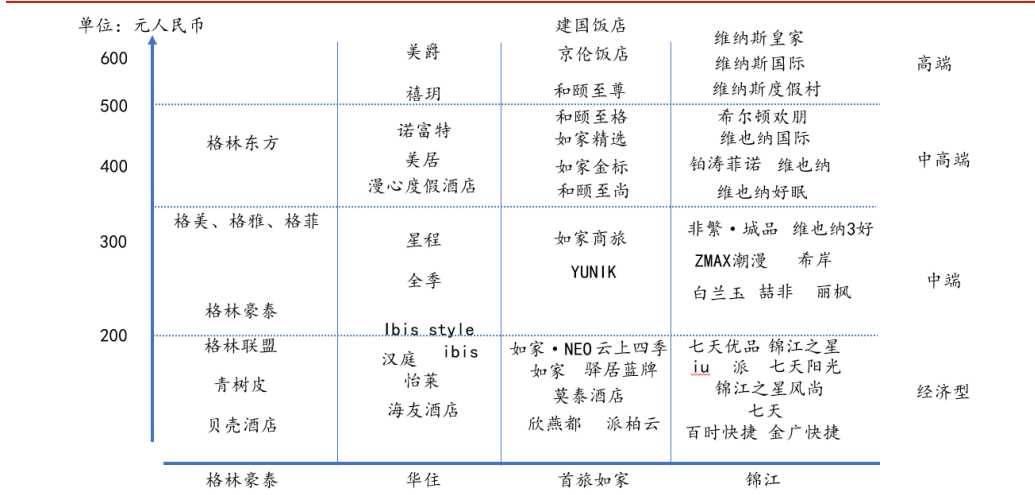 单位：元人民币
600
500
400
300
200
格林东方
格美、格雅、格菲
格林豪泰
格林联盟
青树皮
贝壳酒店
格林豪泰
美爵
禧玥
诺富特
美居
漫心度假酒店
星程
全季
Ibis style
ibis
汉庭
怡莱
海友酒店
华住
建国饭店
京伦饭店
和颐至尊
和颐至格
如家精选
如家金标
和颐至尚
如家商旅
YUNIK
如家·NEO 云上四季
如家 驿居蓝牌
莫泰酒店
欣燕都 派柏云
首旅如家
维纳斯皇家
维纳斯国际
维纳斯度假村
希尔顿欢朋
维也纳国际
铂涛菲诺 维也纳
维也纳好眠
非繁·城品 维也纳3好
ZMAX潮漫 希岸
白兰玉 喆非 丽枫
七天优品 锦江之星
iu 派 七天阳光
锦江之星风尚
七天
百时快捷 金广快捷
锦江
高端
中高端
中端
经济型